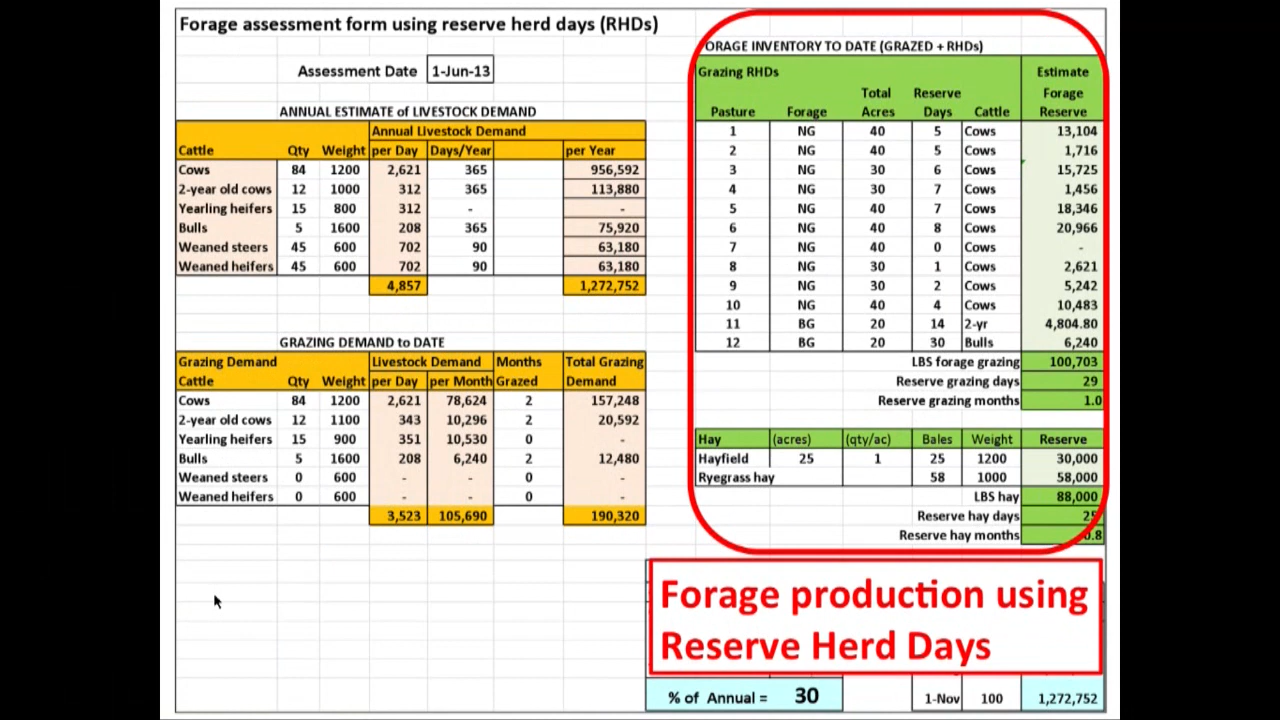 Forage assessment form using reserve herd days (RHDs)
Assessment Date 1-Jun-13
ANNUAL ESTIMATE of LIVESTOCK DEMAND
Annual Livestock Demand
Cattle Qty Weight per Day Days/Year per Year
Cows 84 1200 2,621 365 956,592
2-year old cows 12 1000 312 365 113,880
Yearling heifers 15 800 312 - -
Bulls 5 1600 208 365 75,920
Weaned steers 45 600 702 90 63,180
Weaned heifers 45 600 702 90 63,180
4,857 1,272,752
GRAZING DEMAND to DATE
Grazing Demand Livestock Demand Months Total Grazing
Cattle Qty Weight per Day per Month Grazed Demand
Cows 84 1200 2,621 78,624 2 157,248
2-year old cows 12 1100 343 10,296 2 20,592
Yearling heifers 15 900 351 10,530 0 -
Bulls 5 1600 208 6,240 2 12,480
Weaned steers 0 600 - - 0 -
Weaned heifers 0 600 - - 0 -
3,523 105,690 190,320
ORAGE INVENTORY TO DATE (GRAZED + RHDs)
Grazing RHDs Estimate
Total Reserve Forage
Pasture Forage Acres Days Cattle Reserve
1 NG 40 5 Cows 13,104
2 NG 40 5 Cows 1,716
3 NG 30 6 Cows 15,725
4 NG 30 7 Cows 1,456
5 NG 40 7 Cows 18,346
6 NG 40 8 Cows 20,966
7 NG 40 0 Cows -
8 NG 30 1 Cows 2,621
9 NG 30 2 Cows 5,242
10 NG 40 4 Cows 10,483
11 BG 20 14 2-yr 4,804.80
12 BG 20 30 Bulls 6,240
LBS forage grazing 100,703
Reserve grazing days 29
Reserve grazing months 1.0
Hay (acres) (qty/ac) Bales Weight Reserve
Hayfield 25 1 25 1200 30,000
Ryegrass hay 58 1000 58,000
LBS hay 88,000
Reserve hay days 25
Reserve hay months 0.8
Forage production using
Reserve Herd Days
% of Annual = 30 1-Nov 100 1,272,752